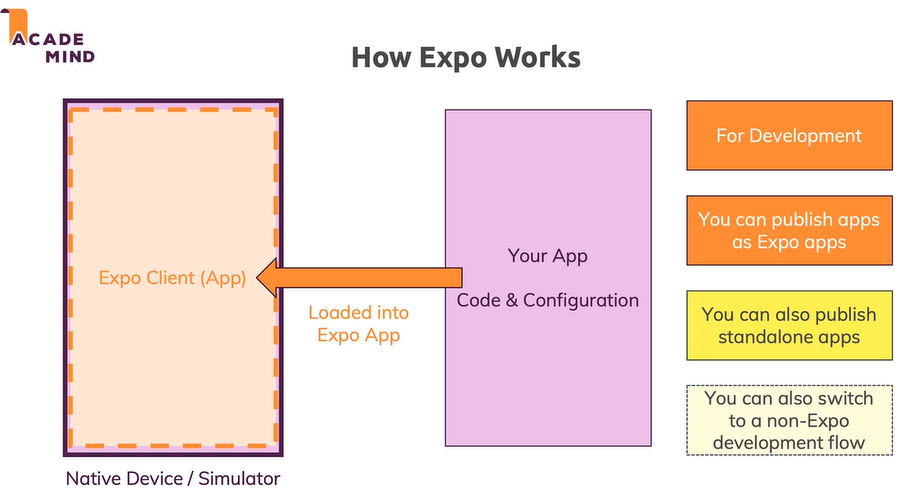 ACADE
MIND
How Expo Works
Expo Client (App)
Native Device / Simulator
Loaded into
Expo App
Your App
Code & Configuration
For Development
You can publish apps
as Expo apps
You can also publish
standalone apps
You can also switch
to a non-Expo
development flow